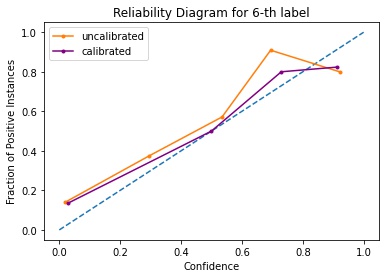 Reliability Diagram for 6-th label
uncalibrated
calibrated
1.0
0.8
0.6
0.4
0.2
0.0
Fraction of Positive Instances
0.0 0.2 0.4 0.6 0.8 1.0
Confidence